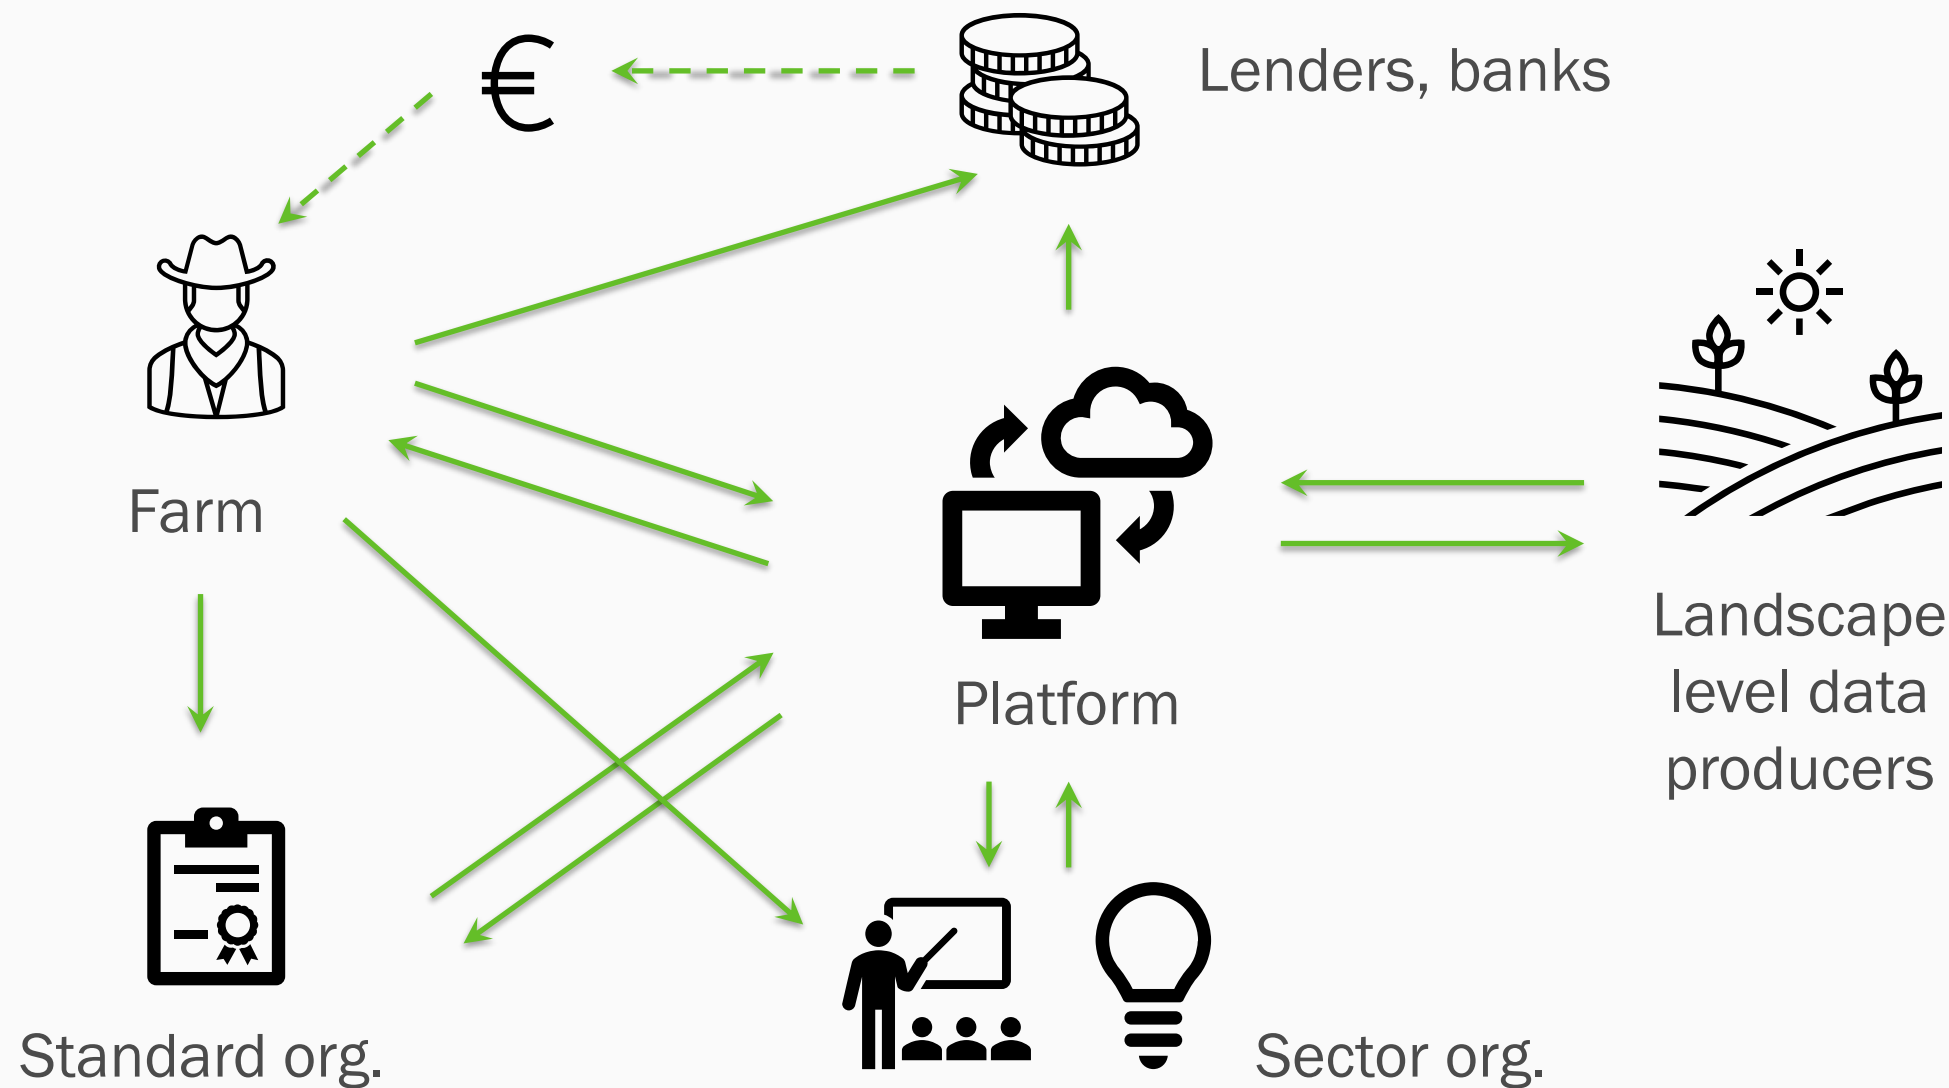 €
Lenders, banks
Farm
Landscape
level data
producers
Platform
Standard org.
Sector org.